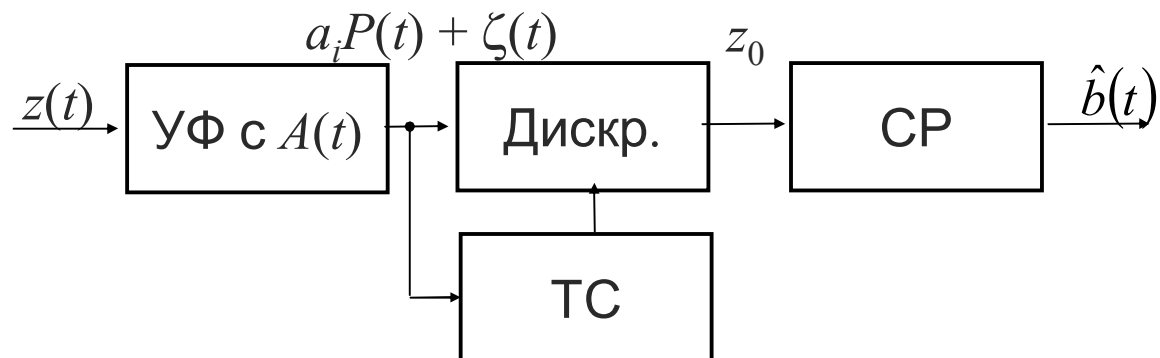 aᵢP(t) + ζ(t)
z₀
z(t)
УФ с A(t)
Дискр.
СР
b̂(t)
ТС